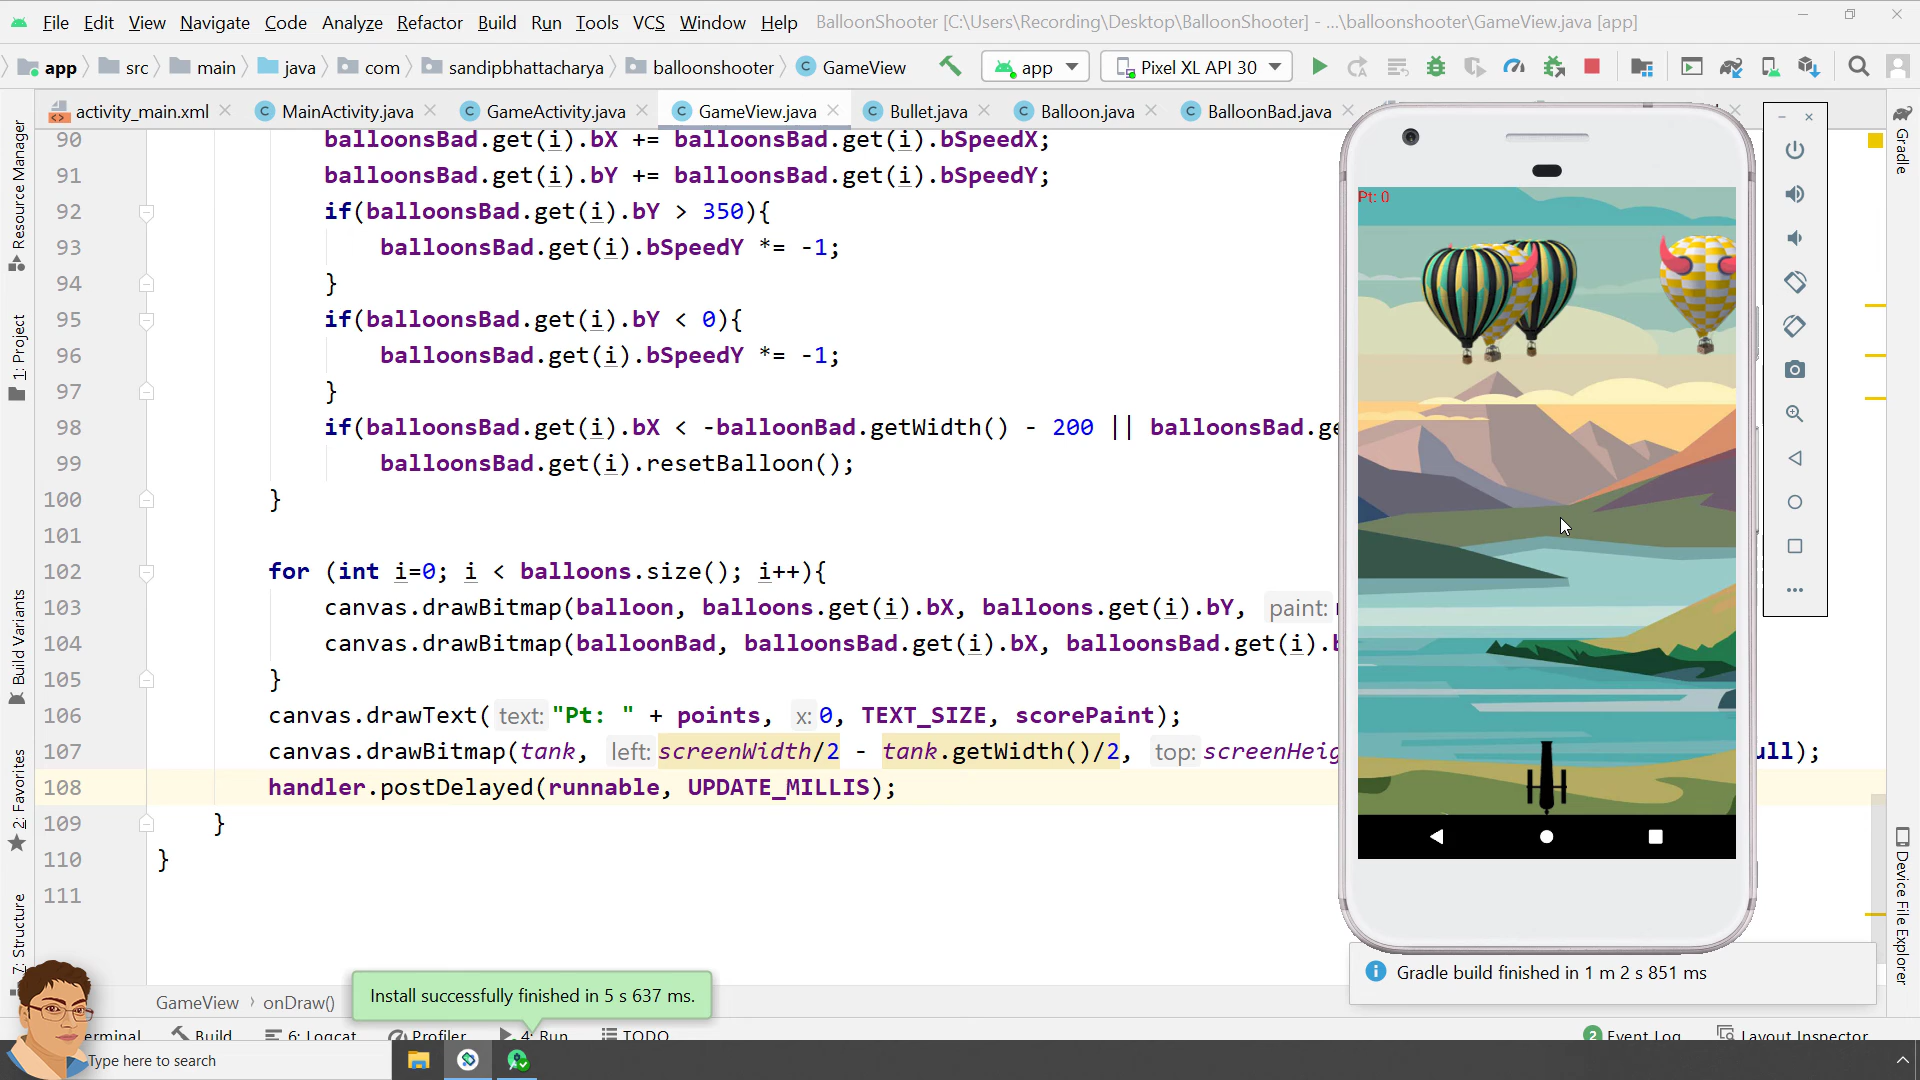 File Edit View Navigate Code Analyze Refactor Build Run Tools VCS Window Help BalloonShooter [C:\Users\Recording\Desktop\BalloonShooter] - ...\balloonshooter\GameView.java [app]
app src main java com sandipbhattacharya balloonshooter GameView app Pixel XL API 30
activity_main.xml MainActivity.java GameActivity.java GameView.java Bullet.java Balloon.java BalloonBad.java
90 balloonsBad.get(i).bX += balloonsBad.get(i).bSpeedX;
91 balloonsBad.get(i).bY += balloonsBad.get(i).bSpeedY;
92 if(balloonsBad.get(i).bY > 350){
93 balloonsBad.get(i).bSpeedY *= -1;
94 }
95 if(balloonsBad.get(i).bY < 0){
96 balloonsBad.get(i).bSpeedY *= -1;
97 }
98 if(balloonsBad.get(i).bX < -balloonBad.getWidth() - 200 || balloonsBad.ge
99 balloonsBad.get(i).resetBalloon();
100 }
101
102 for (int i=0; i < balloons.size(); i++){
103 canvas.drawBitmap(balloon, balloons.get(i).bX, balloons.get(i).bY, paint:
104 canvas.drawBitmap(balloonBad, balloonsBad.get(i).bX, balloonsBad.get(i).
105 }
106 canvas.drawText( text: "Pt: " + points, x: 0, TEXT_SIZE, scorePaint);
107 canvas.drawBitmap(tank, left: screenWidth/2 - tank.getWidth()/2, top: screenHeig ull);
108 handler.postDelayed(runnable, UPDATE_MILLIS);
109 }
110 }
111
Pt: 0
Resource Manager
1: Project
Build Variants
2: Favorites
7: Structure
Gradle
Device File Explorer
Gradle build finished in 1 m 2 s 851 ms
GameView › onDraw()
Install successfully finished in 5 s 637 ms.
erminal Build 6: Logcat Profiler 4: Run TODO 2 Event Log Layout Inspector
Type here to search